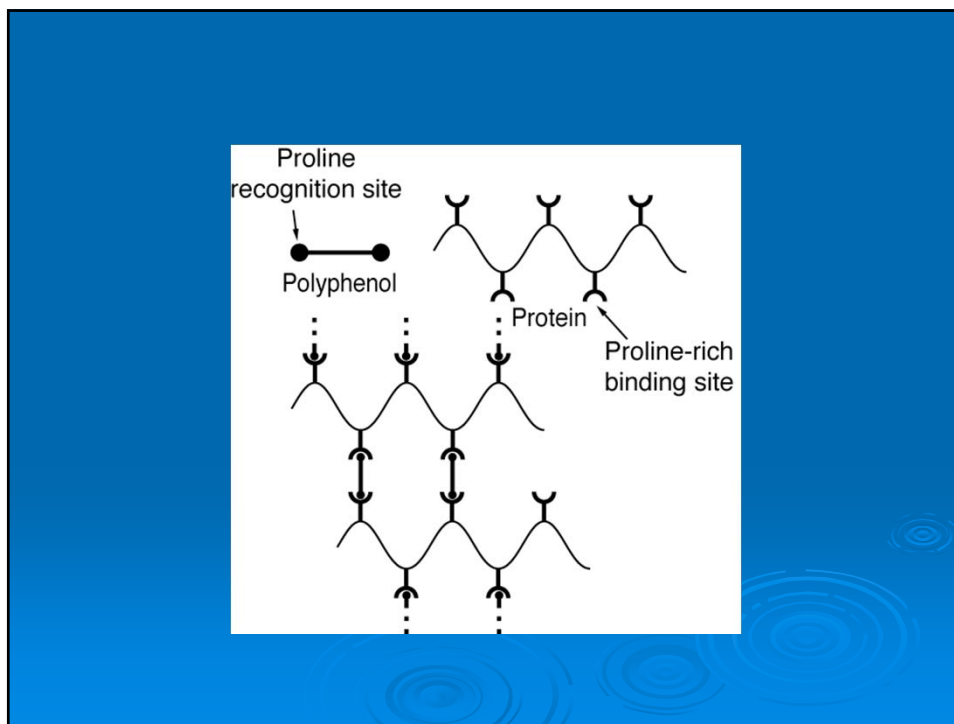 Proline
recognition site
Polyphenol
Protein
Proline-rich
binding site